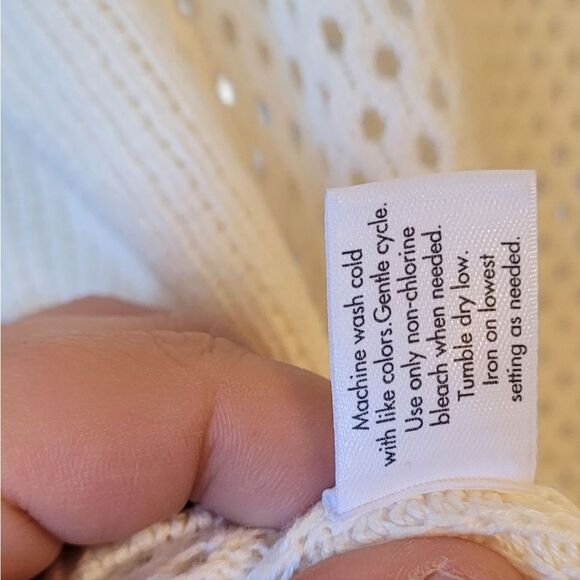 Machine wash cold
with like colors.Gentle cycle.
Use only non-chlorine
bleach when needed.
Tumble dry low.
Iron on lowest
setting as needed.